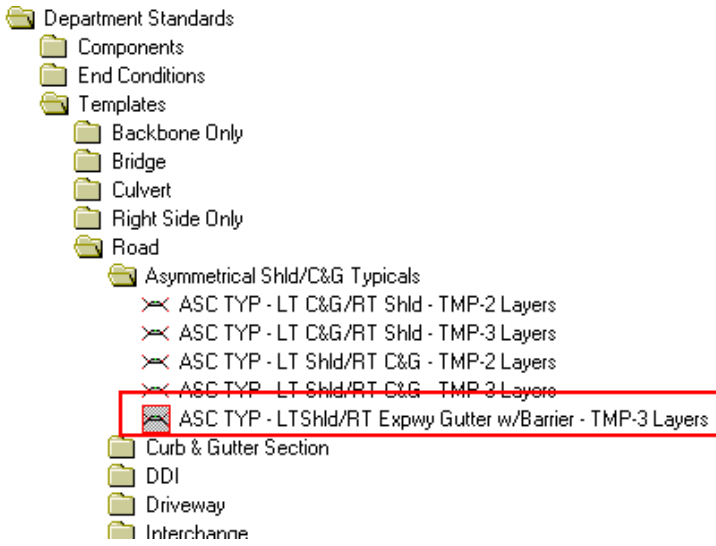 Department Standards
Components
End Conditions
Templates
Backbone Only
Bridge
Culvert
Right Side Only
Road
Asymmetrical Shld/C&G Typicals
ASC TYP - LT C&G/RT Shld - TMP-2 Layers
ASC TYP - LT C&G/RT Shld - TMP-3 Layers
ASC TYP - LT Shld/RT C&G - TMP-2 Layers
ASC TYP - LT Shld/RT C&G - TMP-3 Layers
ASC TYP - LTShld/RT Expwy Gutter w/Barrier - TMP-3 Layers
Curb & Gutter Section
DDI
Driveway
Interchange